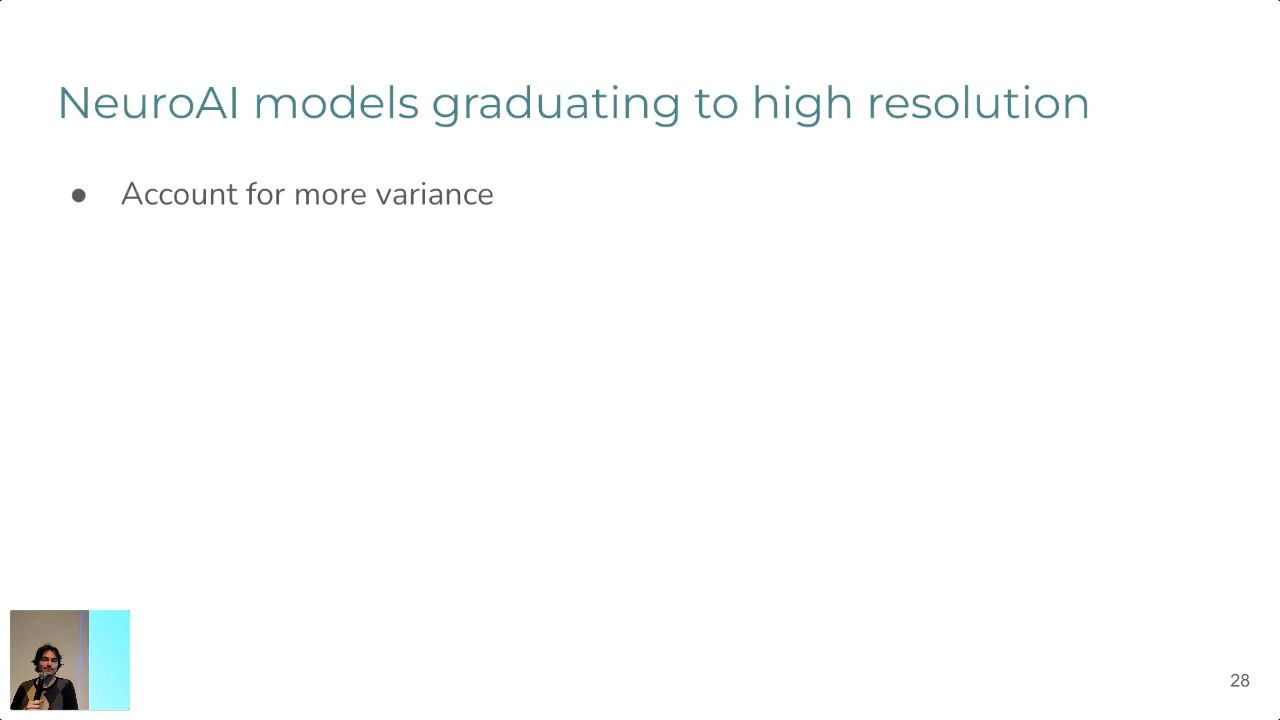 NeuroAI models graduating to high resolution
● Account for more variance
28